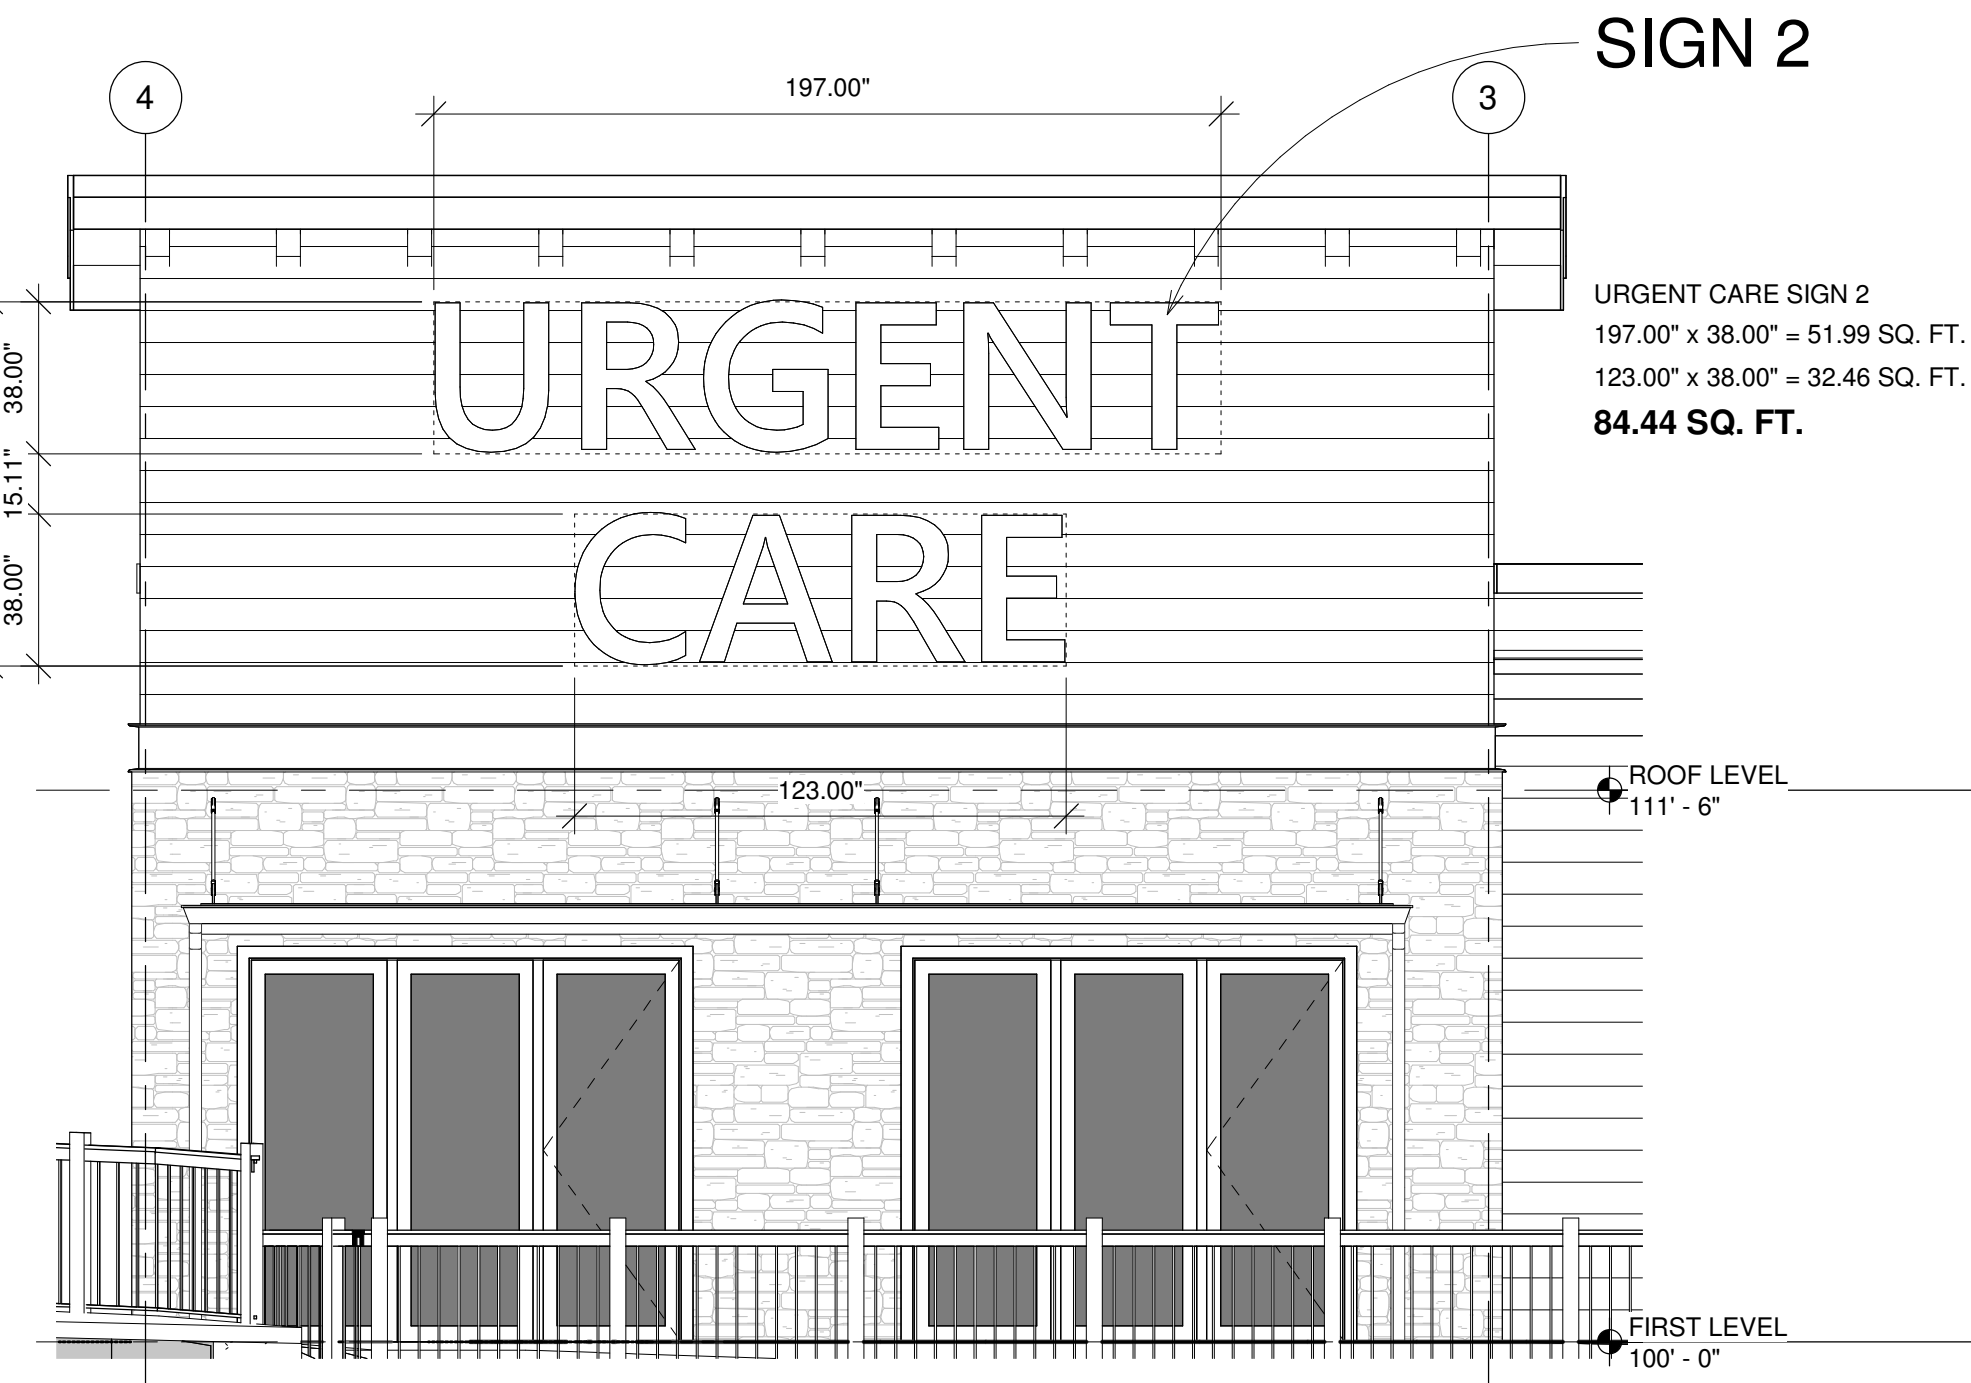 SIGN 2
197.00"
4
3
URGENT
CARE
URGENT CARE SIGN 2
197.00" x 38.00" = 51.99 SQ. FT.
123.00" x 38.00" = 32.46 SQ. FT.
84.44 SQ. FT.
38.00"
15.11"
38.00"
123.00"
ROOF LEVEL
111' - 6"
FIRST LEVEL
100' - 0"